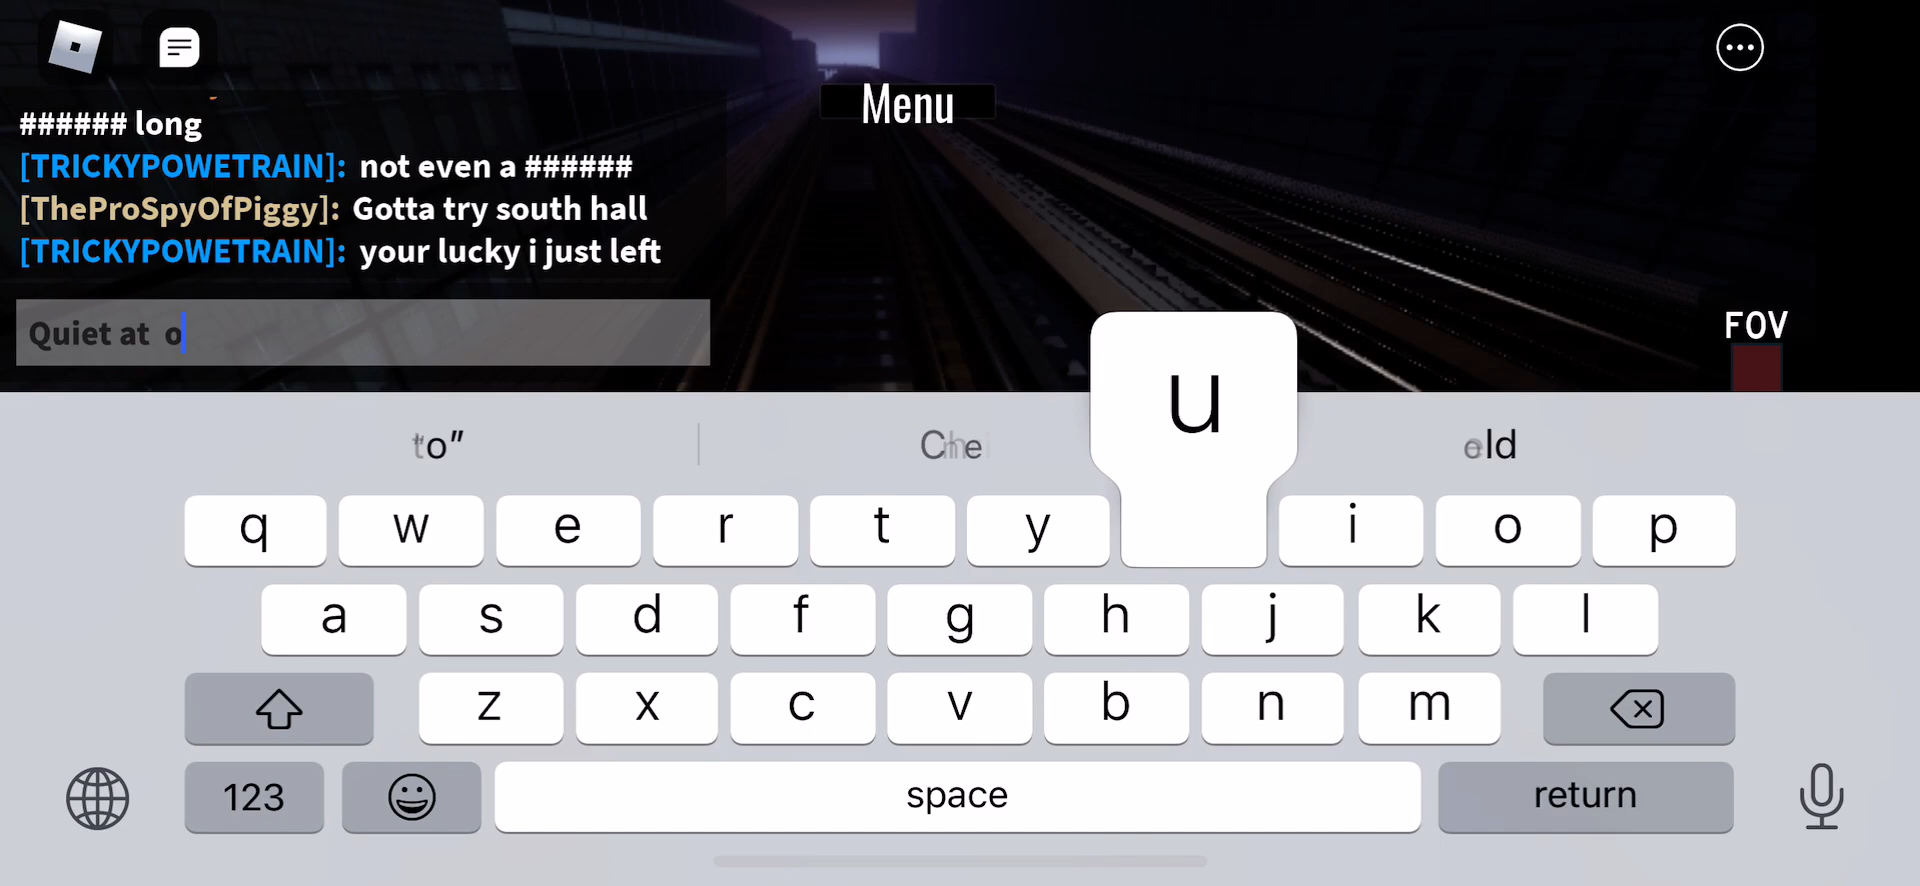 ###### long
[TRICKYPOWETRAIN]: not even a ######
[TheProSpyOfPiggy]: Gotta try south hall
[TRICKYPOWETRAIN]: your lucky i just left
Quiet at  o
Menu
FOV
u
q w e r t y i o p
a s d f g h j k l
z x c v b n m
123 space return